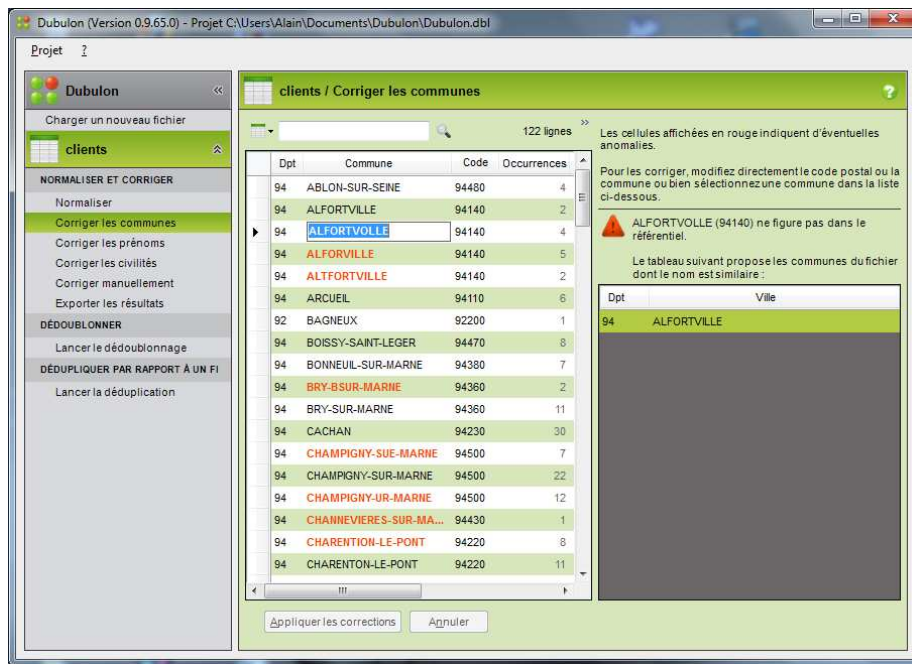 Dubulon (Version 0.9.65.0) - Projet C:\Users\Alain\Documents\Dubulon\Dubulon.dbl
Projet ?
Dubulon «
Charger un nouveau fichier
clients
NORMALISER ET CORRIGER
Normaliser
Corriger les communes
Corriger les prénoms
Corriger les civilités
Corriger manuellement
Exporter les résultats
DÉDOUBLONNER
Lancer le dédoublonnage
DÉDUPLIQUER PAR RAPPORT À UN FI
Lancer la déduplication
clients / Corriger les communes
?
122 lignes »
Dpt Commune Code Occurrences
94 ABLON-SUR-SEINE 94480 4
94 ALFORTVILLE 94140 2
94 ALFORTVOLLE 94140 4
94 ALFORVILLE 94140 5
94 ALTFORTVILLE 94140 2
94 ARCUEIL 94110 6
92 BAGNEUX 92200 1
94 BOISSY-SAINT-LEGER 94470 8
94 BONNEUIL-SUR-MARNE 94380 7
94 BRY-BSUR-MARNE 94360 2
94 BRY-SUR-MARNE 94360 11
94 CACHAN 94230 30
94 CHAMPIGNY-SUE-MARNE 94500 7
94 CHAMPIGNY-SUR-MARNE 94500 22
94 CHAMPIGNY-UR-MARNE 94500 12
94 CHANNEVIERES-SUR-MA... 94430 1
94 CHARENTION-LE-PONT 94220 8
94 CHARENTON-LE-PONT 94220 11
Appliquer les corrections Annuler
Les cellules affichées en rouge indiquent d'éventuelles
anomalies.
Pour les corriger, modifiez directement le code postal ou la
commune ou bien sélectionnez une commune dans la liste
ci-dessous.
ALFORTVOLLE (94140) ne figure pas dans le
référentiel.
Le tableau suivant propose les communes du fichier
dont le nom est similaire :
Dpt Ville
94 ALFORTVILLE